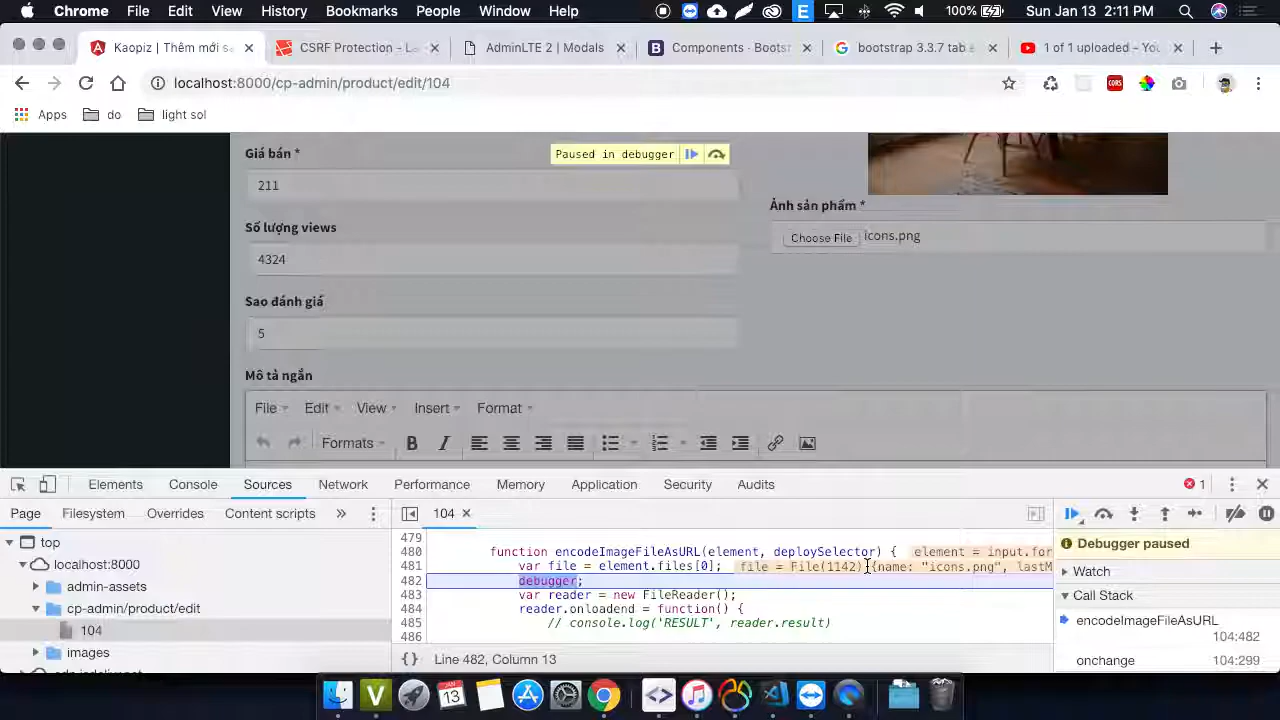 Chrome File Edit View History Bookmarks People Window Help 100% Sun Jan 13 2:11 PM
Kaopiz | Thêm mới s CSRF Protection – L AdminLTE 2 | Modals Components · Boots bootstrap 3.3.7 tab 1 of 1 uploaded – Yo
localhost:8000/cp-admin/product/edit/104
CORS
Apps do light sol
Giá bán *
Paused in debugger
211
Ảnh sản phẩm *
Số lượng views
Choose File icons.png
4324
Sao đánh giá
5
Mô tả ngắn
File Edit View Insert Format
Formats B I
Elements Console Sources Network Performance Memory Application Security Audits 1
Page Filesystem Overrides Content scripts » 104
top
479
480 function encodeImageFileAsURL(element, deploySelector) { element = input.for
481 var file = element.files[0]; file = File(1142) {name: "icons.png", lastM
482 debugger;
483 var reader = new FileReader();
484 reader.onloadend = function() {
485 // console.log('RESULT', reader.result)
486
localhost:8000
admin-assets
cp-admin/product/edit
104
images
{} Line 482, Column 13
Debugger paused
Watch
Call Stack
encodeImageFileAsURL
104:482
onchange
104:299
E
V
JAN
13